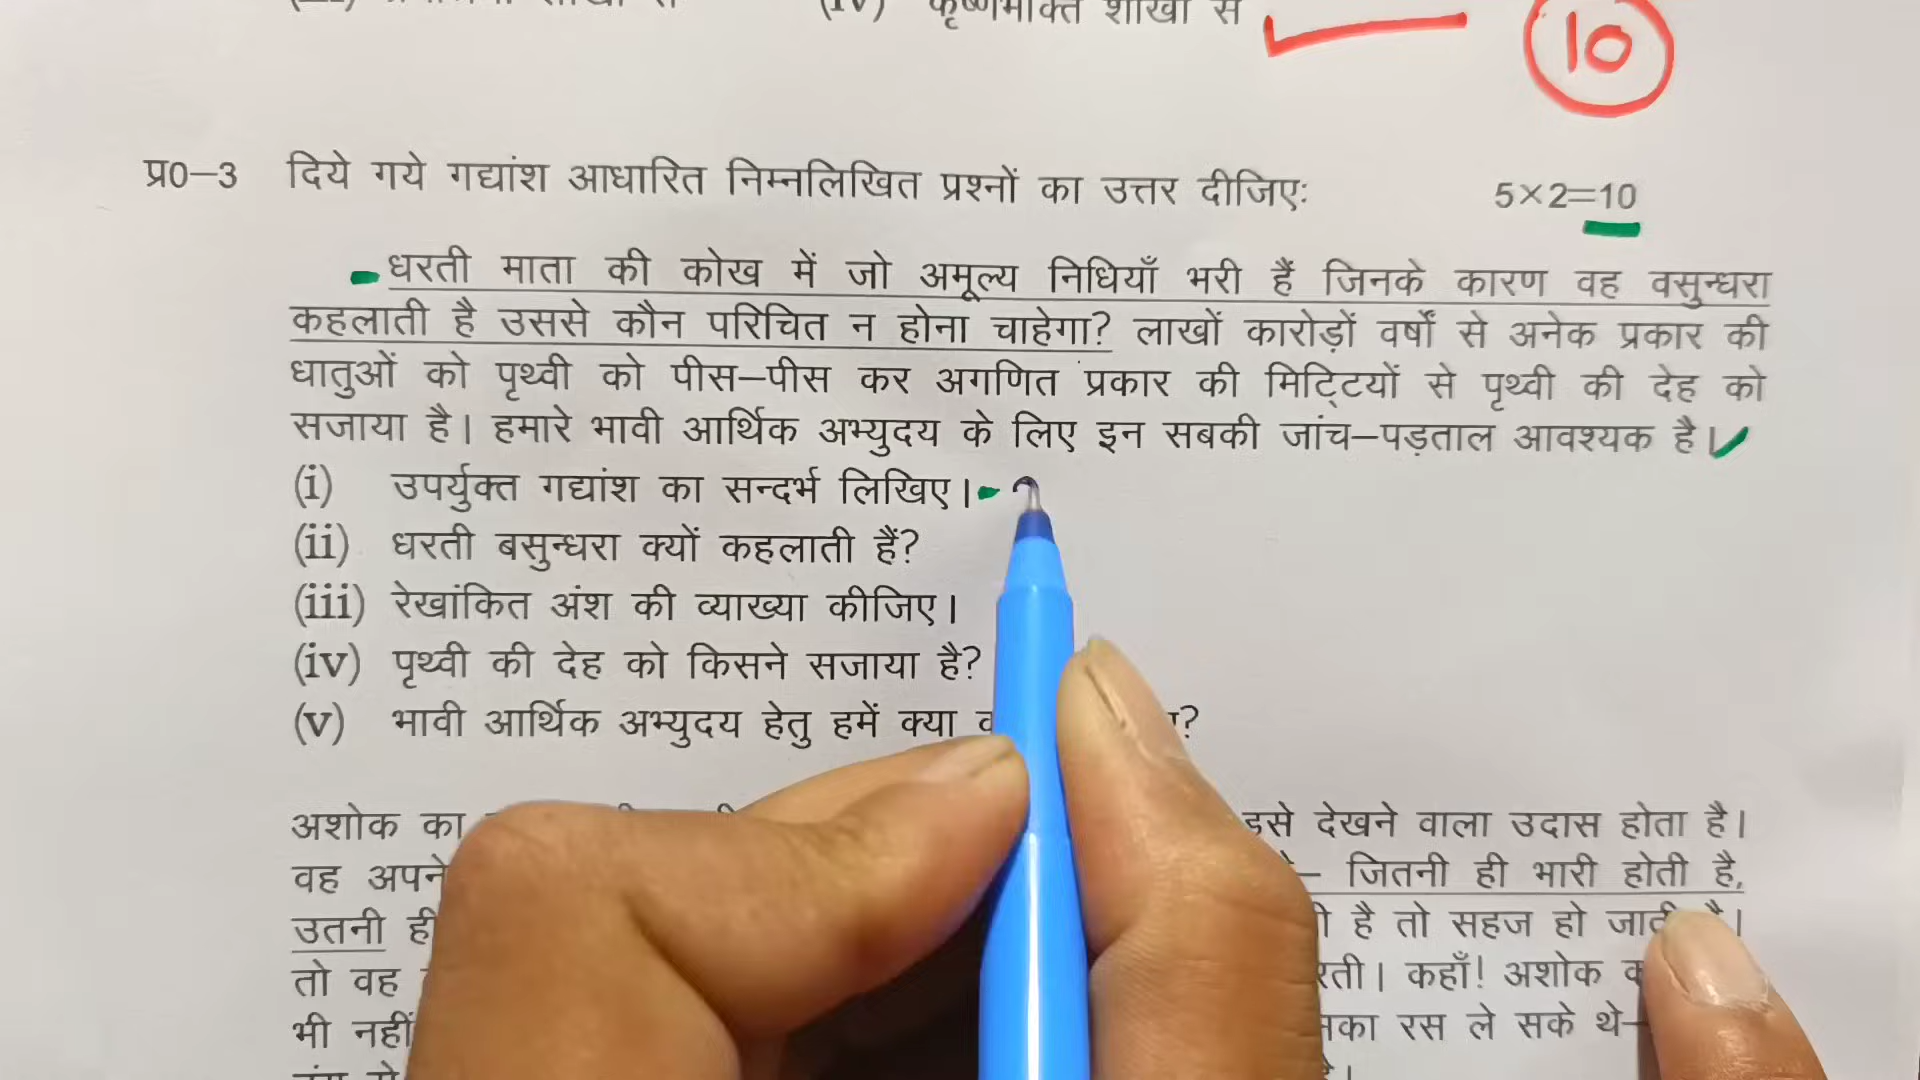 (iv) कृष्णभक्ति शाखा से
10
प्र0–3 दिये गये गद्यांश आधारित निम्नलिखित प्रश्नों का उत्तर दीजिएः 5×2=10
धरती माता की कोख में जो अमूल्य निधियाँ भरी हैं जिनके कारण वह वसुन्धरा
कहलाती है उससे कौन परिचित न होना चाहेगा? लाखों कारोड़ों वर्षों से अनेक प्रकार की
धातुओं को पृथ्वी को पीस–पीस कर अगणित प्रकार की मिट्टियों से पृथ्वी की देह को
सजाया है। हमारे भावी आर्थिक अभ्युदय के लिए इन सबकी जांच–पड़ताल आवश्यक है।
(i) उपर्युक्त गद्यांश का सन्दर्भ लिखिए।
(ii) धरती बसुन्धरा क्यों कहलाती हैं?
(iii) रेखांकित अंश की व्याख्या कीजिए।
(iv) पृथ्वी की देह को किसने सजाया है?
(v) भावी आर्थिक अभ्युदय हेतु हमें क्या ?
अशोक का इसे देखने वाला उदास होता है।
वह अपने – जितनी ही भारी होती है,
उतनी ही है तो सहज हो जाती है।
तो वह कहाँ! अशोक
भी नहीं रस ले सके थे–